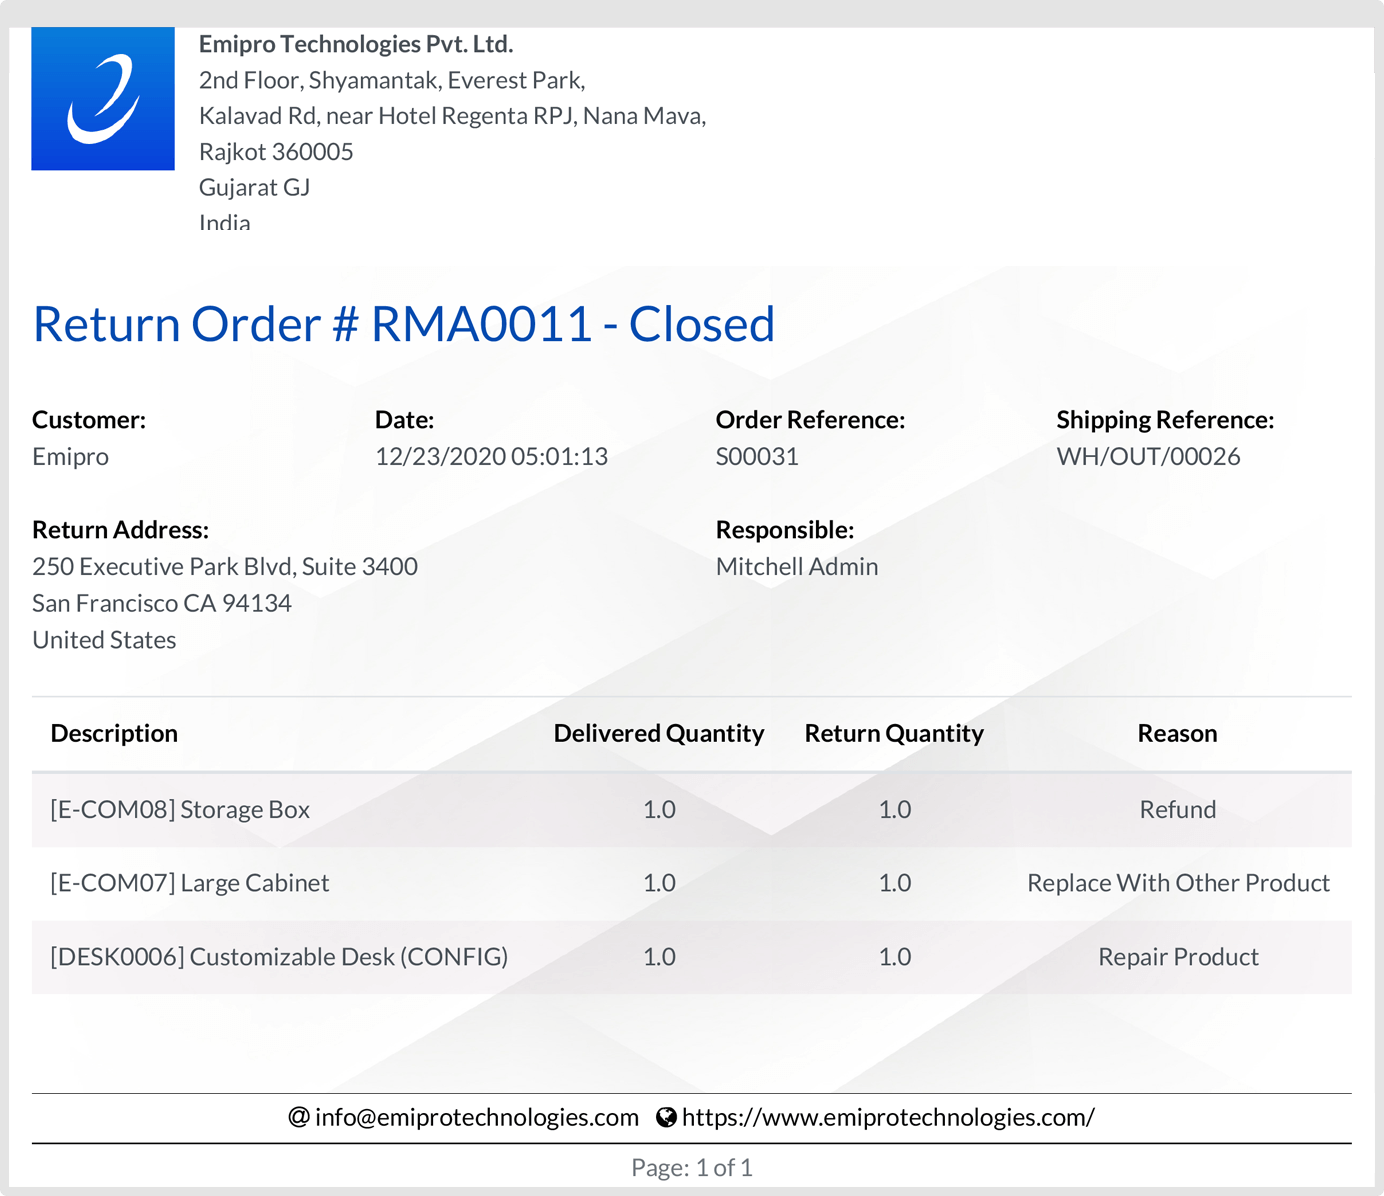 Emipro Technologies Pvt. Ltd.
2nd Floor, Shyamantak, Everest Park,
Kalavad Rd, near Hotel Regenta RPJ, Nana Mava,
Rajkot 360005
Gujarat GJ
India
Return Order # RMA0011 - Closed
Customer: Date: Order Reference: Shipping Reference:
Emipro 12/23/2020 05:01:13 S00031 WH/OUT/00026
Return Address: Responsible:
250 Executive Park Blvd, Suite 3400 Mitchell Admin
San Francisco CA 94134
United States
Description Delivered Quantity Return Quantity Reason
[E-COM08] Storage Box 1.0 1.0 Refund
[E-COM07] Large Cabinet 1.0 1.0 Replace With Other Product
[DESK0006] Customizable Desk (CONFIG) 1.0 1.0 Repair Product
@ info@emiprotechnologies.com https://www.emiprotechnologies.com/
Page: 1 of 1